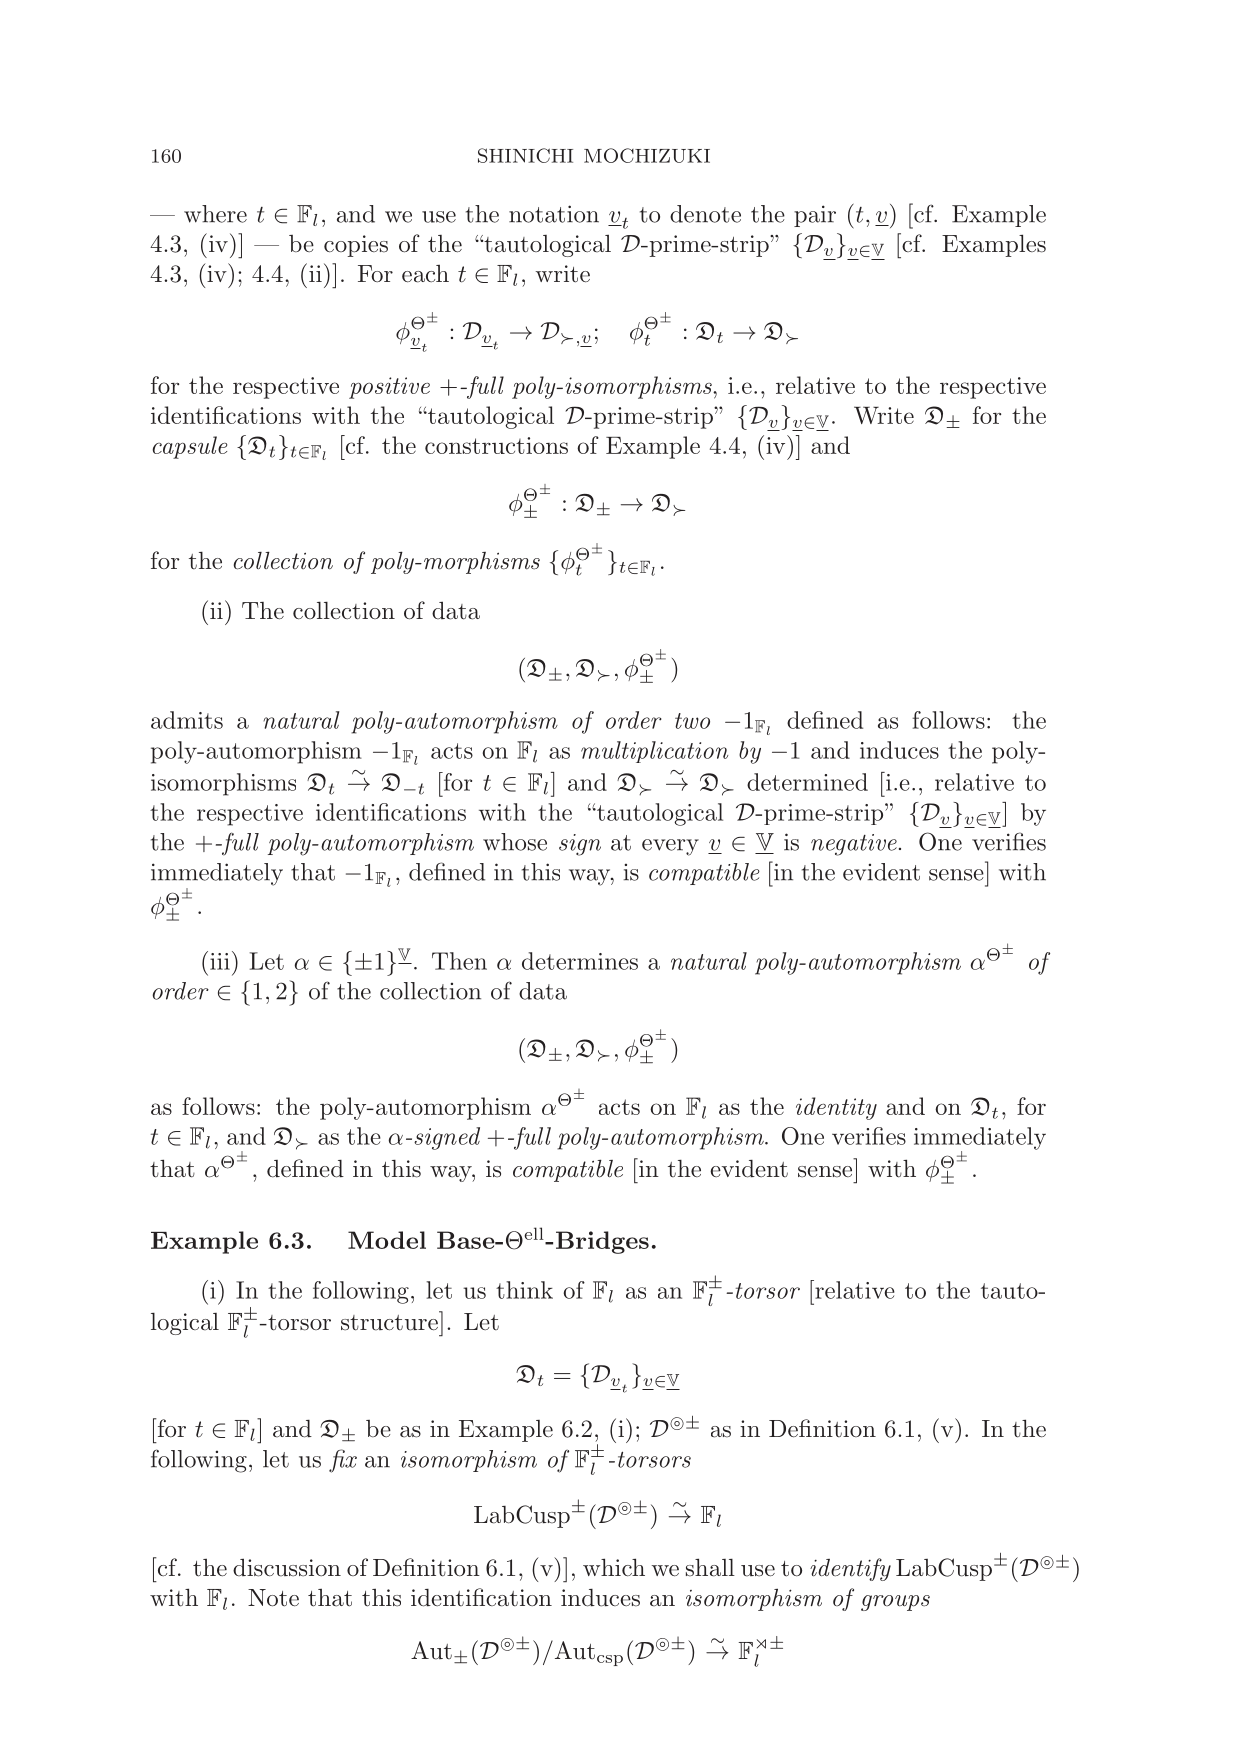 160 SHINICHI MOCHIZUKI
— where $t \in \mathbb{F}_l$, and we use the notation $\underline{v}_t$ to denote the pair $(t, \underline{v})$ [cf. Example
4.3, (iv)] — be copies of the “tautological $\mathcal{D}$-prime-strip” $\{\mathcal{D}_{\underline{v}}\}_{\underline{v} \in \underline{\mathbb{V}}}$ [cf. Examples
4.3, (iv); 4.4, (ii)]. For each $t \in \mathbb{F}_l$, write
$\phi^{\Theta^{\pm}}_{\underline{v}_t} : \mathcal{D}_{\underline{v}_t} \to \mathcal{D}_{\succ,\underline{v}}; \quad \phi^{\Theta^{\pm}}_t : \mathfrak{D}_t \to \mathfrak{D}_{\succ}$
for the respective positive +-full poly-isomorphisms, i.e., relative to the respective
identifications with the “tautological $\mathcal{D}$-prime-strip” $\{\mathcal{D}_{\underline{v}}\}_{\underline{v} \in \underline{\mathbb{V}}}$. Write $\mathfrak{D}_{\pm}$ for the
capsule $\{\mathfrak{D}_t\}_{t \in \mathbb{F}_l}$ [cf. the constructions of Example 4.4, (iv)] and
$\phi^{\Theta^{\pm}}_{\pm} : \mathfrak{D}_{\pm} \to \mathfrak{D}_{\succ}$
for the collection of poly-morphisms $\{\phi^{\Theta^{\pm}}_t\}_{t \in \mathbb{F}_l}$.
(ii) The collection of data
$(\mathfrak{D}_{\pm}, \mathfrak{D}_{\succ}, \phi^{\Theta^{\pm}}_{\pm})$
admits a natural poly-automorphism of order two $-1_{\mathbb{F}_l}$ defined as follows: the
poly-automorphism $-1_{\mathbb{F}_l}$ acts on $\mathbb{F}_l$ as multiplication by $-1$ and induces the poly-
isomorphisms $\mathfrak{D}_t \overset{\sim}{\to} \mathfrak{D}_{-t}$ [for $t \in \mathbb{F}_l$] and $\mathfrak{D}_{\succ} \overset{\sim}{\to} \mathfrak{D}_{\succ}$ determined [i.e., relative to
the respective identifications with the “tautological $\mathcal{D}$-prime-strip” $\{\mathcal{D}_{\underline{v}}\}_{\underline{v} \in \underline{\mathbb{V}}}$] by
the +-full poly-automorphism whose sign at every $\underline{v} \in \underline{\mathbb{V}}$ is negative. One verifies
immediately that $-1_{\mathbb{F}_l}$, defined in this way, is compatible [in the evident sense] with
$\phi^{\Theta^{\pm}}_{\pm}$.
(iii) Let $\alpha \in \{\pm 1\}^{\underline{\mathbb{V}}}$. Then $\alpha$ determines a natural poly-automorphism $\alpha^{\Theta^{\pm}}$ of
order $\in \{1, 2\}$ of the collection of data
$(\mathfrak{D}_{\pm}, \mathfrak{D}_{\succ}, \phi^{\Theta^{\pm}}_{\pm})$
as follows: the poly-automorphism $\alpha^{\Theta^{\pm}}$ acts on $\mathbb{F}_l$ as the identity and on $\mathfrak{D}_t$, for
$t \in \mathbb{F}_l$, and $\mathfrak{D}_{\succ}$ as the $\alpha$-signed +-full poly-automorphism. One verifies immediately
that $\alpha^{\Theta^{\pm}}$, defined in this way, is compatible [in the evident sense] with $\phi^{\Theta^{\pm}}_{\pm}$.
Example 6.3. Model Base-$\Theta^{\text{ell}}$-Bridges.
(i) In the following, let us think of $\mathbb{F}_l$ as an $\mathbb{F}_l^{\pm}$-torsor [relative to the tauto-
logical $\mathbb{F}_l^{\pm}$-torsor structure]. Let
$\mathfrak{D}_t = \{\mathcal{D}_{\underline{v}_t}\}_{\underline{v} \in \underline{\mathbb{V}}}$
[for $t \in \mathbb{F}_l$] and $\mathfrak{D}_{\pm}$ be as in Example 6.2, (i); $\mathcal{D}^{\circledcirc\pm}$ as in Definition 6.1, (v). In the
following, let us fix an isomorphism of $\mathbb{F}_l^{\pm}$-torsors
$\text{LabCusp}^{\pm}(\mathcal{D}^{\circledcirc\pm}) \overset{\sim}{\to} \mathbb{F}_l$
[cf. the discussion of Definition 6.1, (v)], which we shall use to identify $\text{LabCusp}^{\pm}(\mathcal{D}^{\circledcirc\pm})$
with $\mathbb{F}_l$. Note that this identification induces an isomorphism of groups
$\text{Aut}_{\pm}(\mathcal{D}^{\circledcirc\pm})/\text{Aut}_{\text{csp}}(\mathcal{D}^{\circledcirc\pm}) \overset{\sim}{\to} \mathbb{F}_l^{\rtimes\pm}$